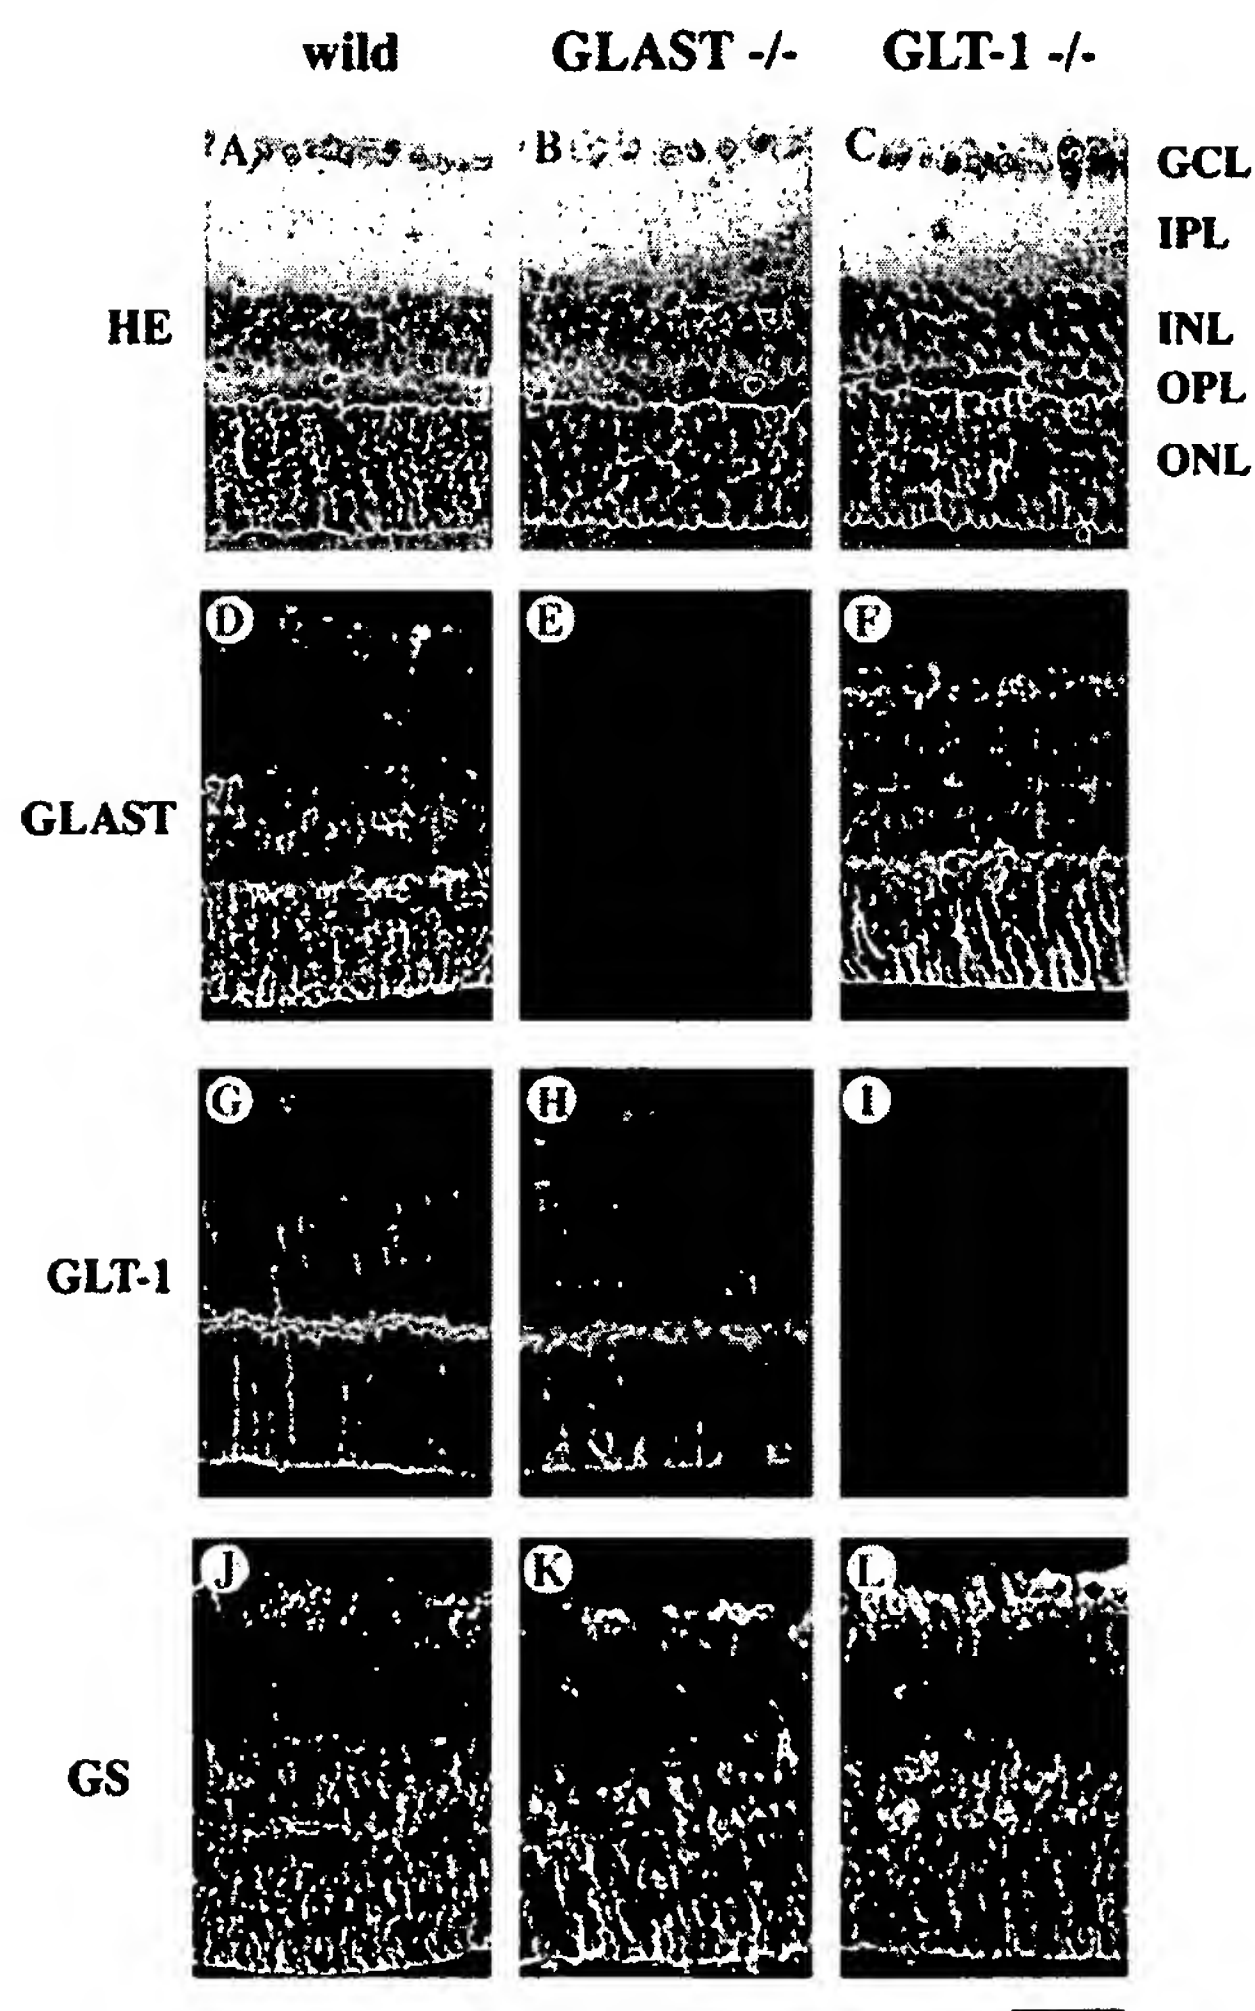 wild GLAST -/- GLT-1 -/-
A B C GCL
IPL
HE INL
OPL
ONL
D E F
GLAST
G H I
GLT-1
J K L
GS